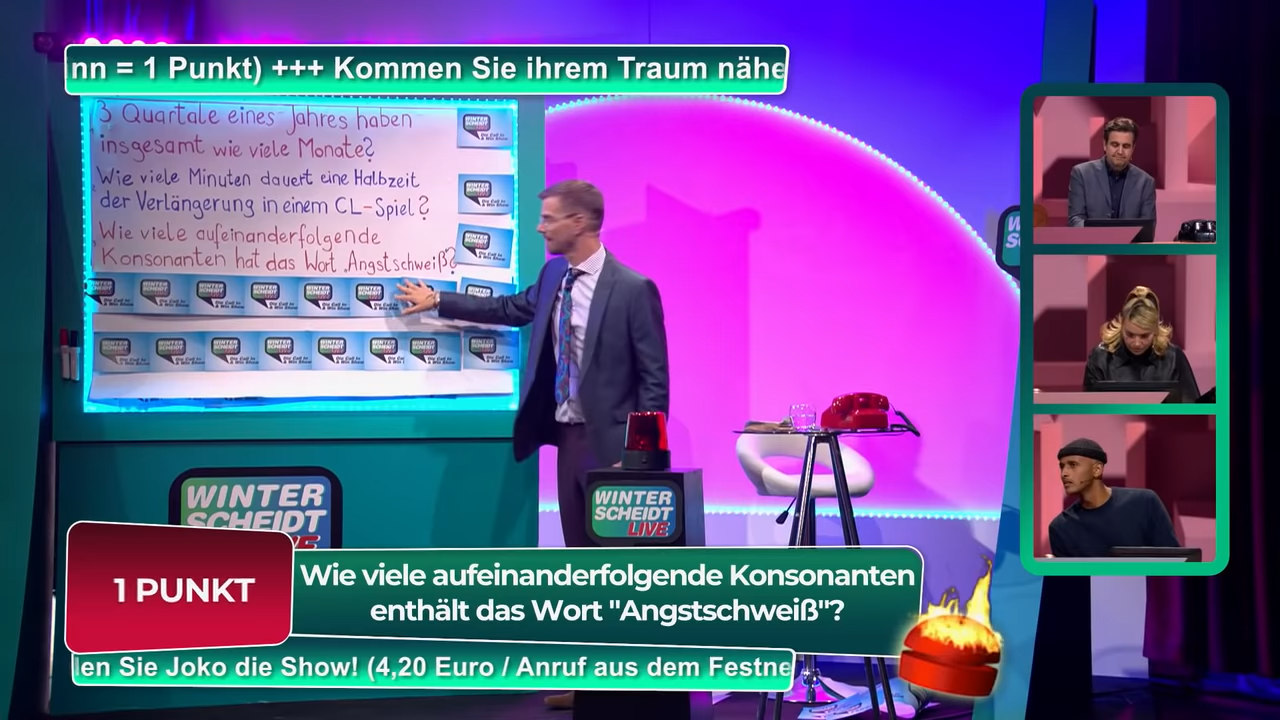 nn = 1 Punkt) +++ Kommen Sie ihrem Traum nähe
3 Quartale eines Jahres haben
insgesamt wie viele Monate?
Wie viele Minuten dauert eine Halbzeit
der Verlängerung in einem CL-Spiel?
Wie viele aufeinanderfolgende
Konsonanten hat das Wort „Angstschweiß"?
WINTER
SCHEIDT
LIVE
WINTER
SCHEIDT
LIVE
1 PUNKT
Wie viele aufeinanderfolgende Konsonanten
enthält das Wort "Angstschweiß"?
en Sie Joko die Show! (4,20 Euro / Anruf aus dem Festne